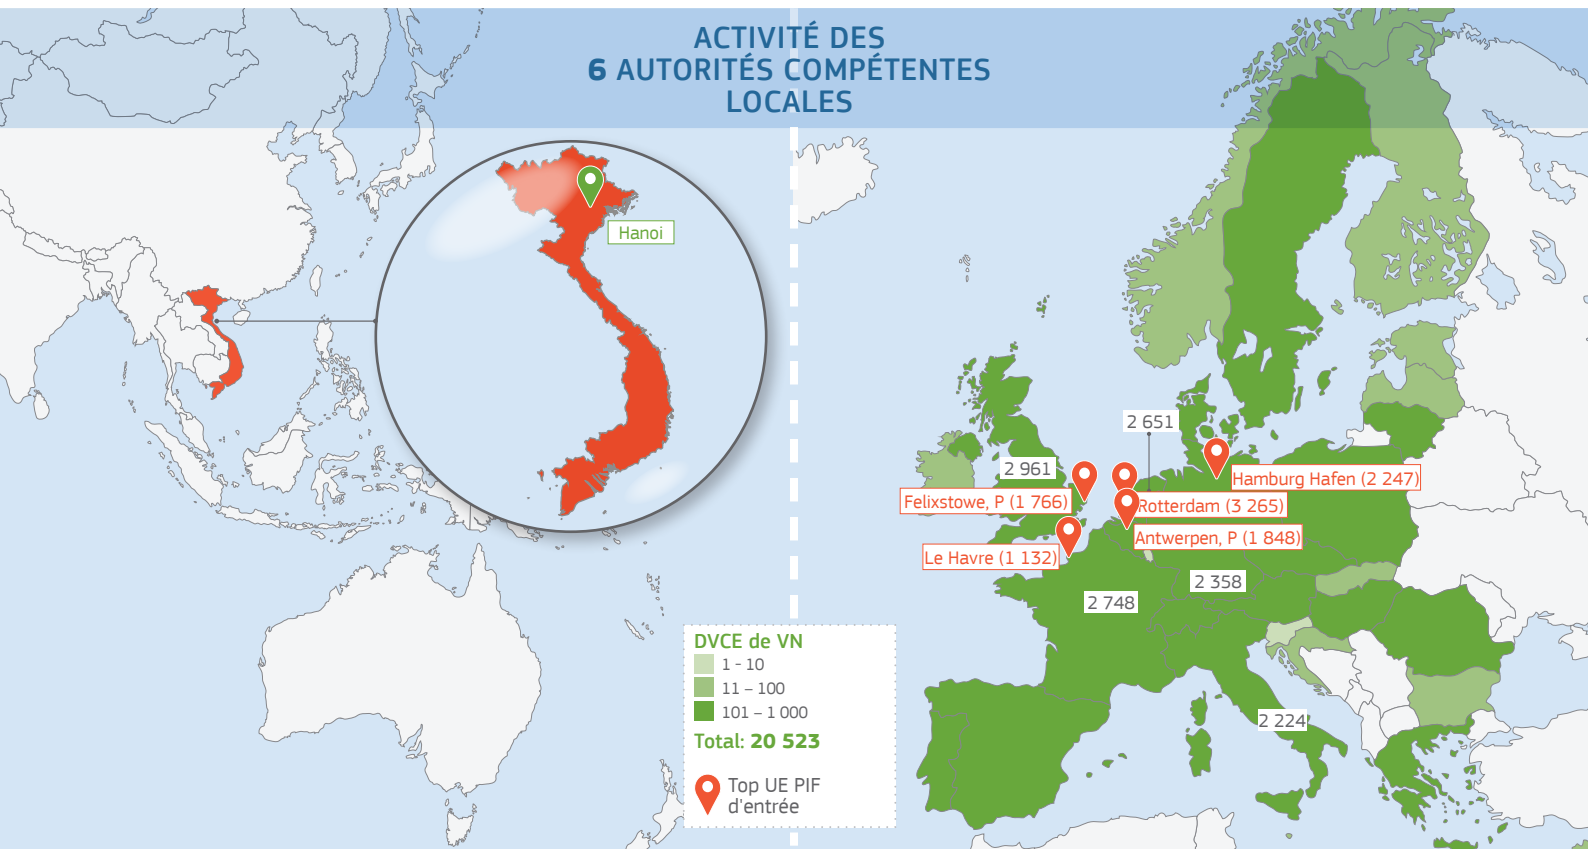 ACTIVITÉ DES
6 AUTORITÉS COMPÉTENTES
LOCALES
Hanoi
2 651
2 961
Hamburg Hafen (2 247)
Felixstowe, P (1 766)
Rotterdam (3 265)
Antwerpen, P (1 848)
Le Havre (1 132)
2 358
2 748
2 224
DVCE de VN
1 - 10
11 – 100
101 – 1 000
Total: 20 523
Top UE PIF
d'entrée